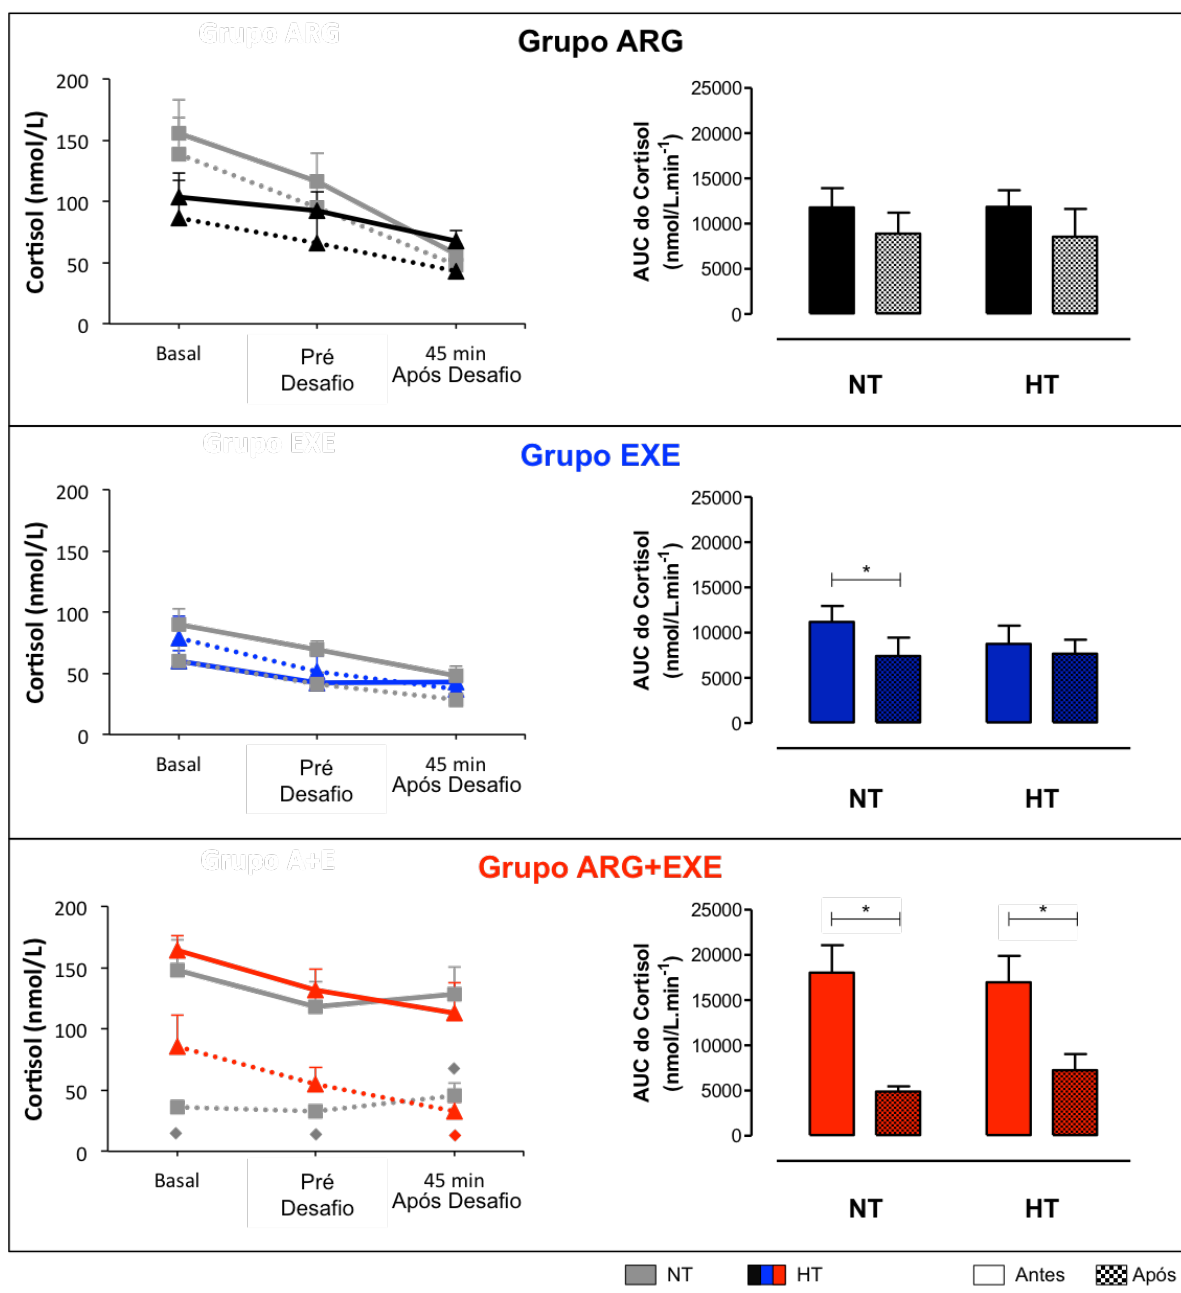 Grupo ARG
Grupo ARG
Cortisol (nmol/L)
200
150
100
50
0
Basal
Pré
Desafio
45 min
Após Desafio
AUC do Cortisol
(nmol/L.min-1)
25000
20000
15000
10000
5000
0
NT
HT
Grupo EXE
Grupo EXE
Cortisol (nmol/L)
200
150
100
50
0
Basal
Pré
Desafio
45 min
Após Desafio
AUC do Cortisol
(nmol/L.min-1)
25000
20000
15000
10000
5000
0
*
NT
HT
Grupo A+E
Grupo ARG+EXE
Cortisol (nmol/L)
200
150
100
50
0
Basal
Pré
Desafio
45 min
Após Desafio
AUC do Cortisol
(nmol/L.min-1)
25000
20000
15000
10000
5000
0
*
*
NT
HT
NT
HT
Antes
Após